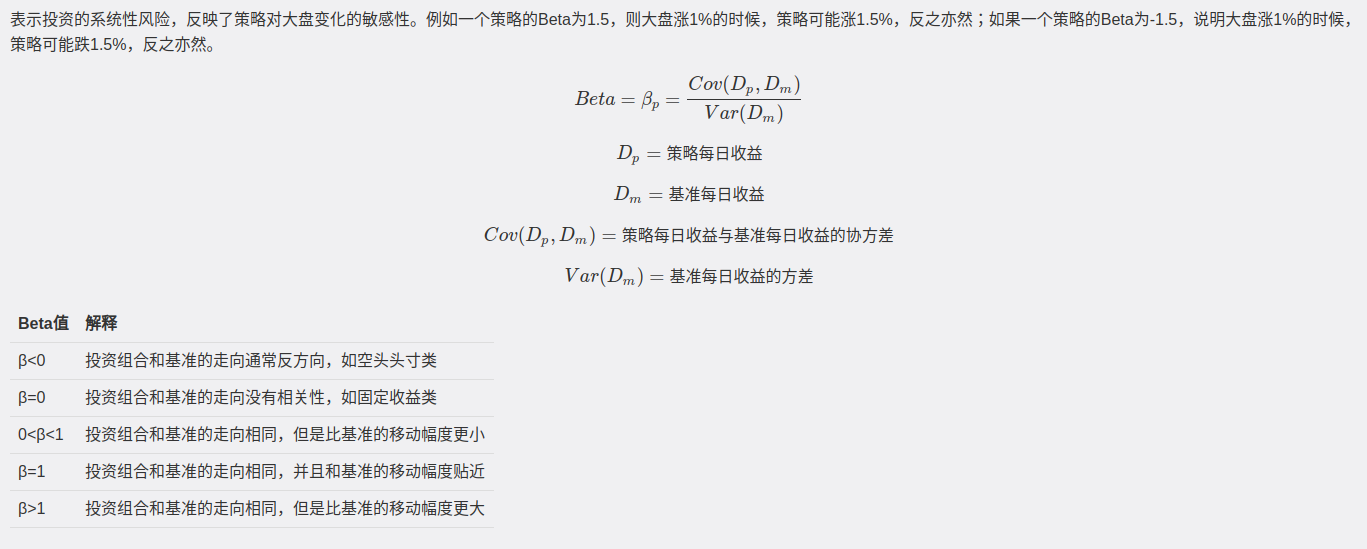 表示投资的系统性风险，反映了策略对大盘变化的敏感性。例如一个策略的Beta为1.5，则大盘涨1%的时候，策略可能涨1.5%，反之亦然；如果一个策略的Beta为-1.5，说明大盘涨1%的时候，
策略可能跌1.5%，反之亦然。
$Beta = \beta_p = \frac{Cov(D_p, D_m)}{Var(D_m)}$
$D_p =$ 策略每日收益
$D_m =$ 基准每日收益
$Cov(D_p, D_m) =$ 策略每日收益与基准每日收益的协方差
$Var(D_m) =$ 基准每日收益的方差
Beta值 解释
β<0 投资组合和基准的走向通常反方向，如空头头寸类
β=0 投资组合和基准的走向没有相关性，如固定收益类
0<β<1 投资组合和基准的走向相同，但是比基准的移动幅度更小
β=1 投资组合和基准的走向相同，并且和基准的移动幅度贴近
β>1 投资组合和基准的走向相同，但是比基准的移动幅度更大